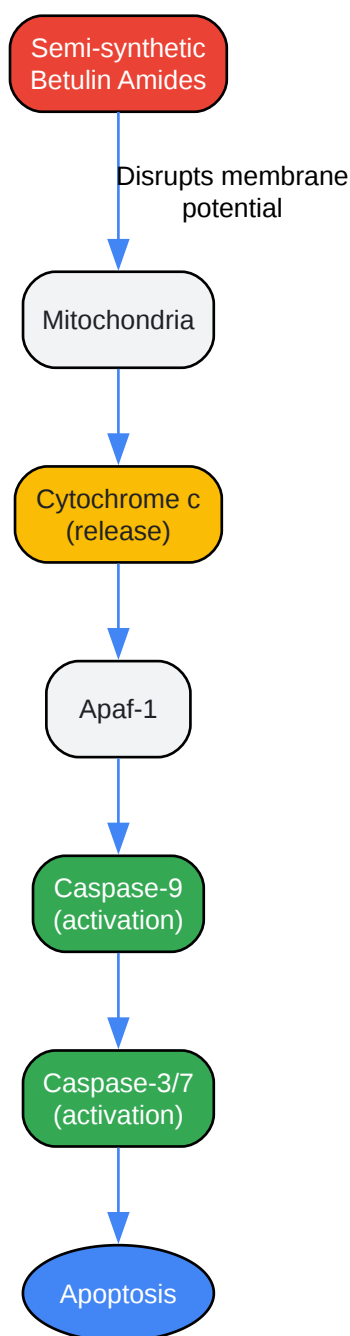 Semi-synthetic
Betulin Amides
Disrupts membrane
potential
Mitochondria
Cytochrome c
(release)
Apaf-1
Caspase-9
(activation)
Caspase-3/7
(activation)
Apoptosis